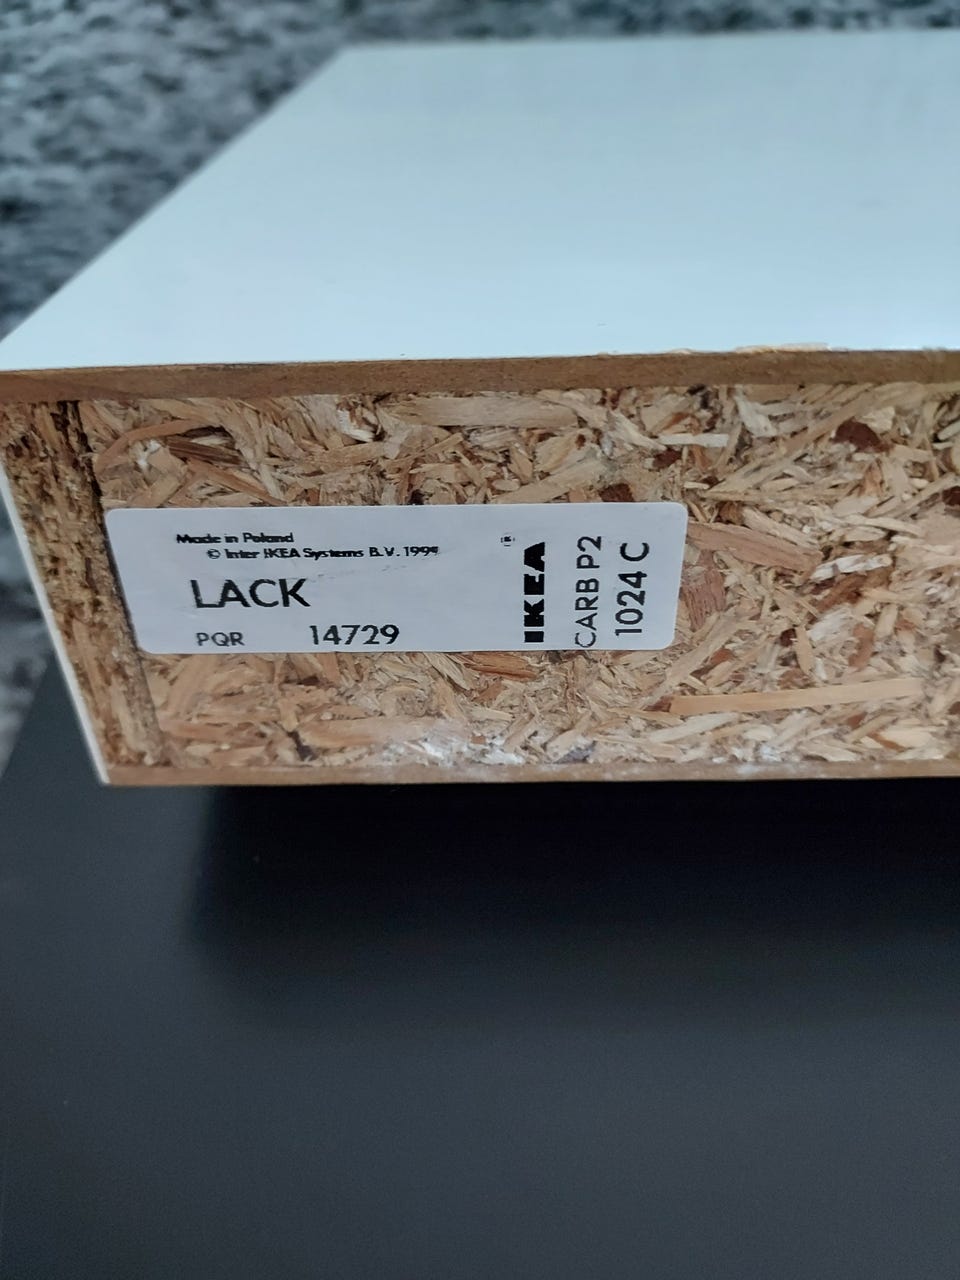 Made in Poland
© Inter IKEA Systems B.V. 1999
LACK
PQR 14729
IKEA
CARB P2
1024 C